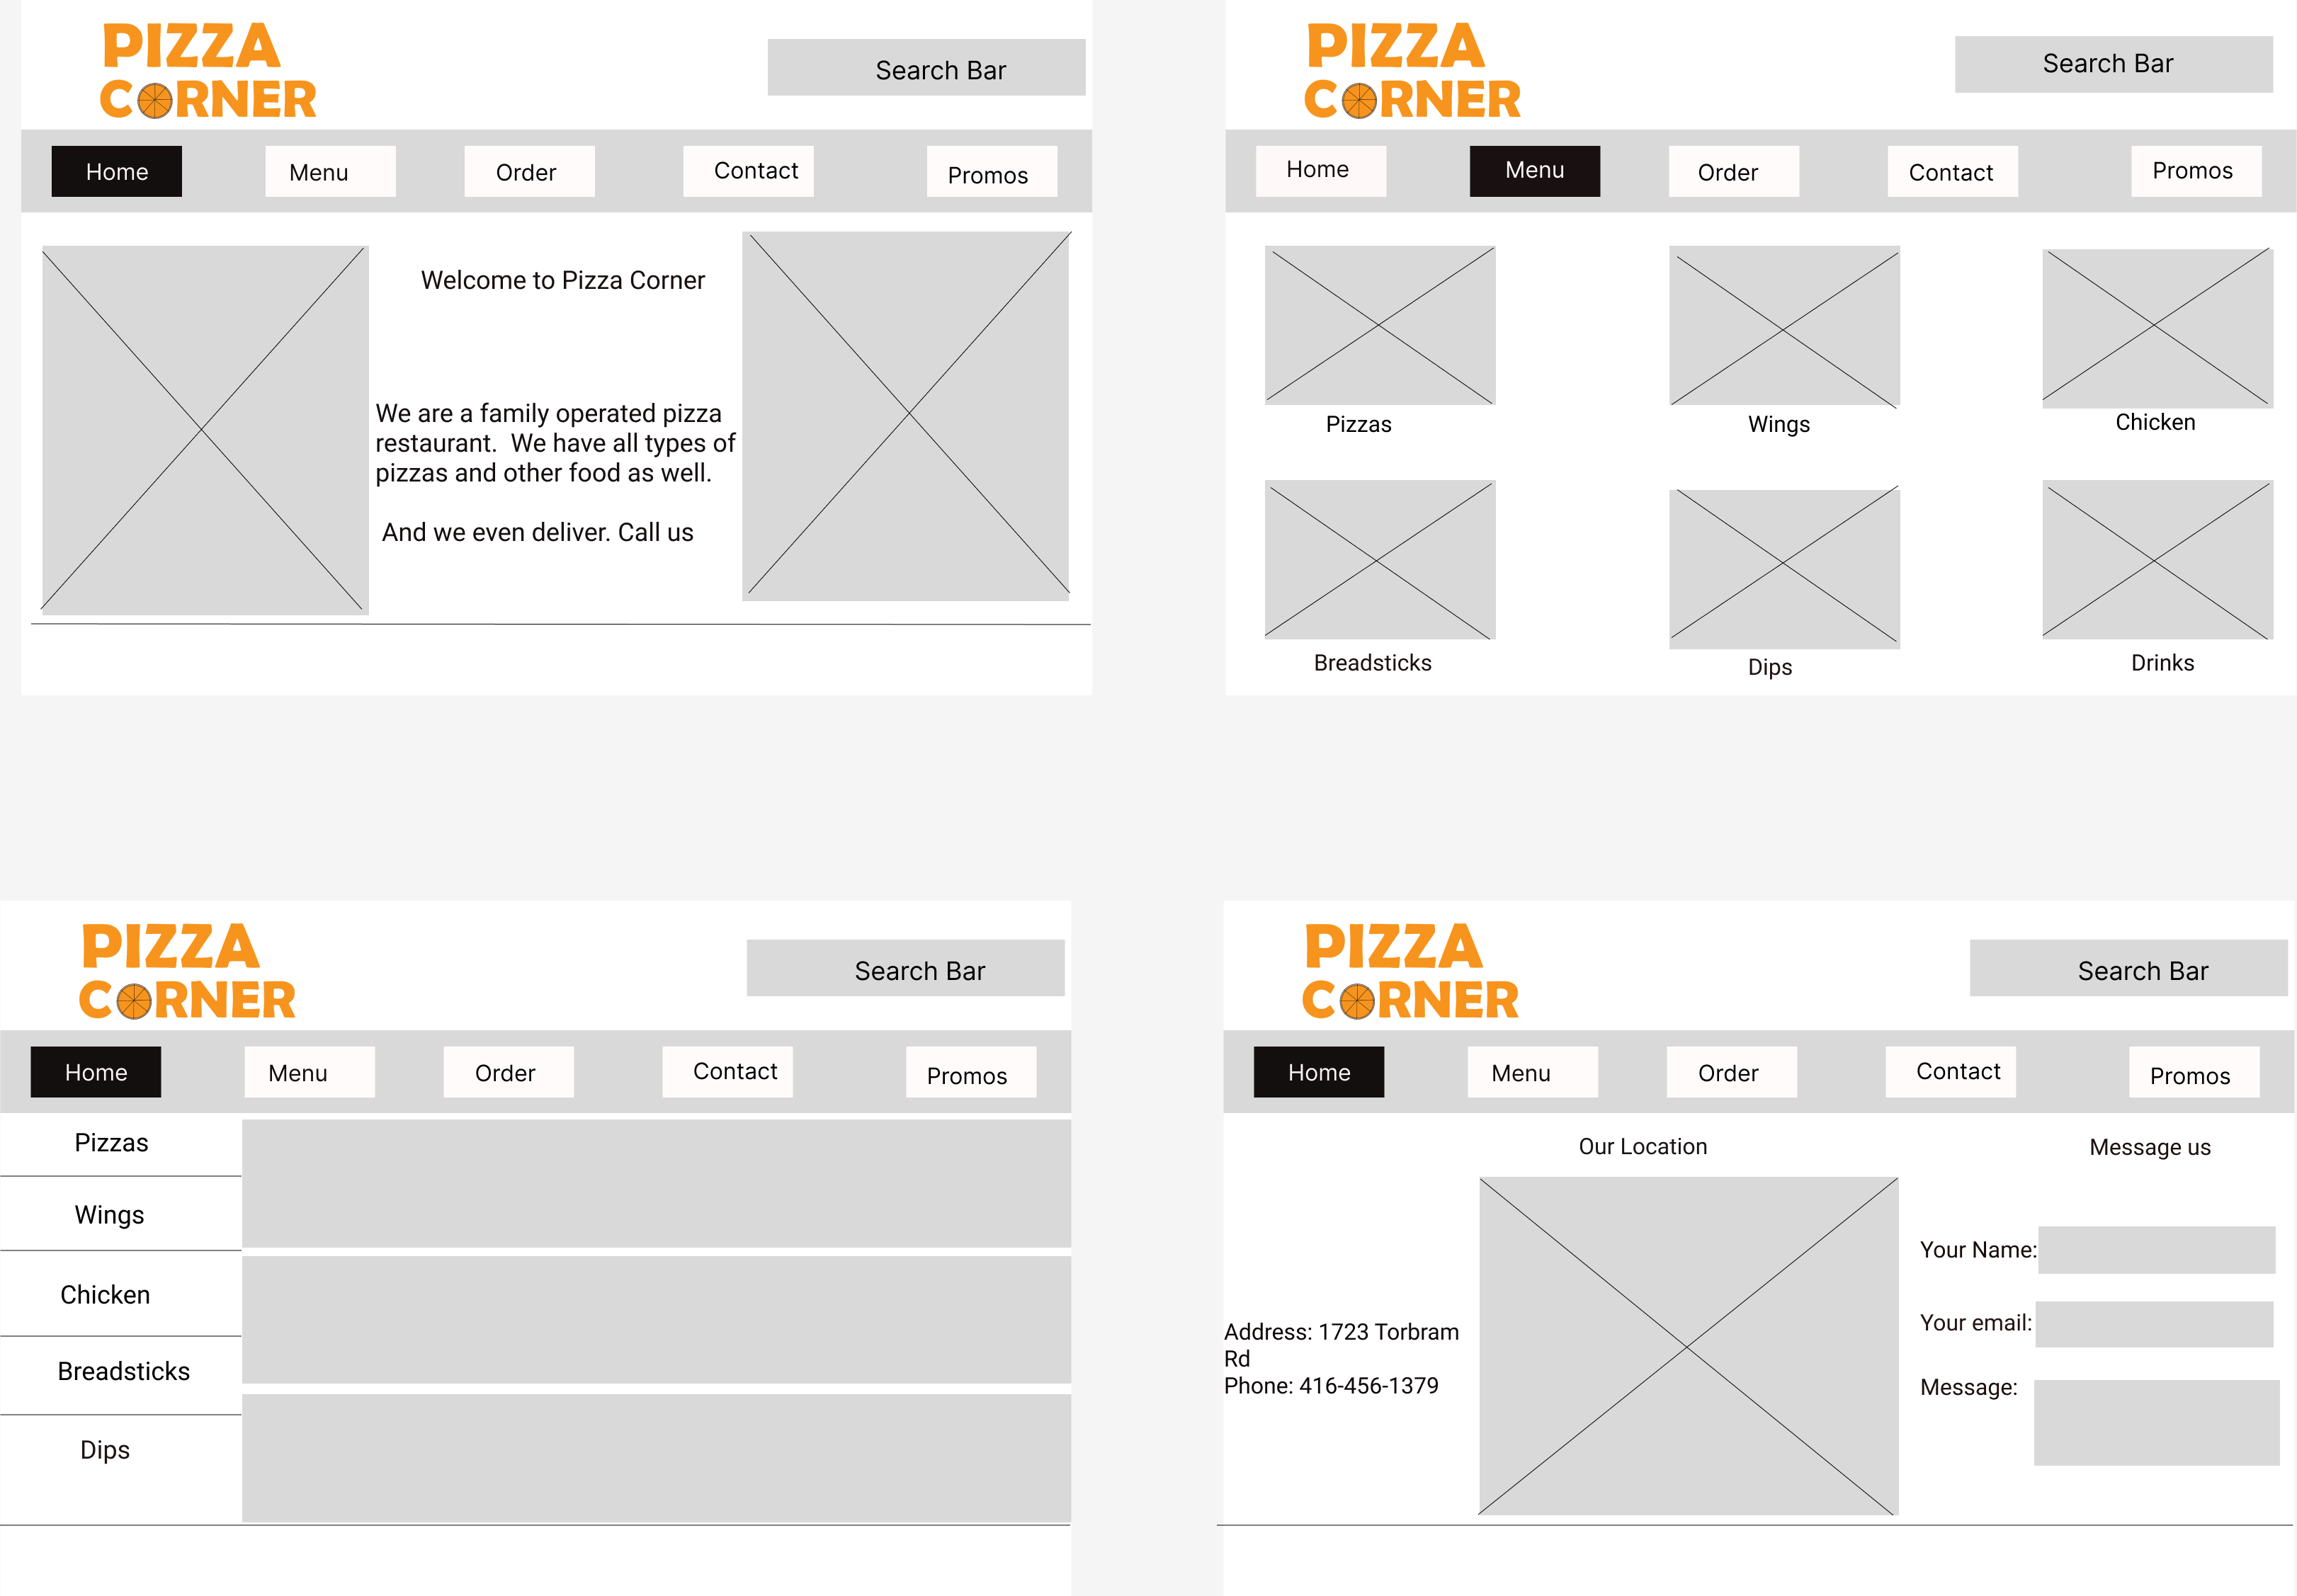 PIZZA
CORNER
Search Bar
Home
Menu
Order
Contact
Promos
Welcome to Pizza Corner
We are a family operated pizza
restaurant.  We have all types of
pizzas and other food as well.
And we even deliver. Call us
PIZZA
CORNER
Search Bar
Home
Menu
Order
Contact
Promos
Pizzas
Wings
Chicken
Breadsticks
Dips
Drinks
PIZZA
CORNER
Search Bar
Home
Menu
Order
Contact
Promos
Pizzas
Wings
Chicken
Breadsticks
Dips
PIZZA
CORNER
Search Bar
Home
Menu
Order
Contact
Promos
Address: 1723 Torbram
Rd
Phone: 416-456-1379
Our Location
Message us
Your Name:
Your email:
Message: